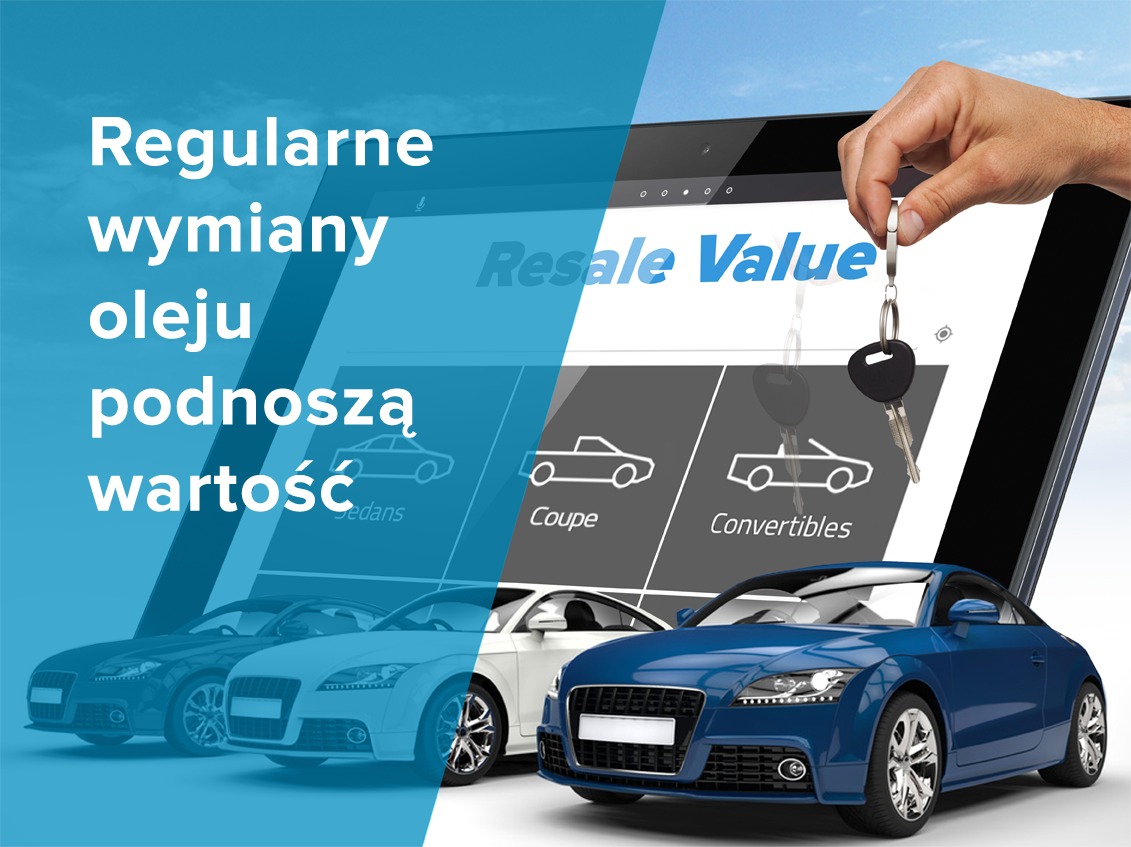 Regularne
wymiany
oleju
podnoszą
wartość
Resale Value
Sedans
Coupe
Convertibles